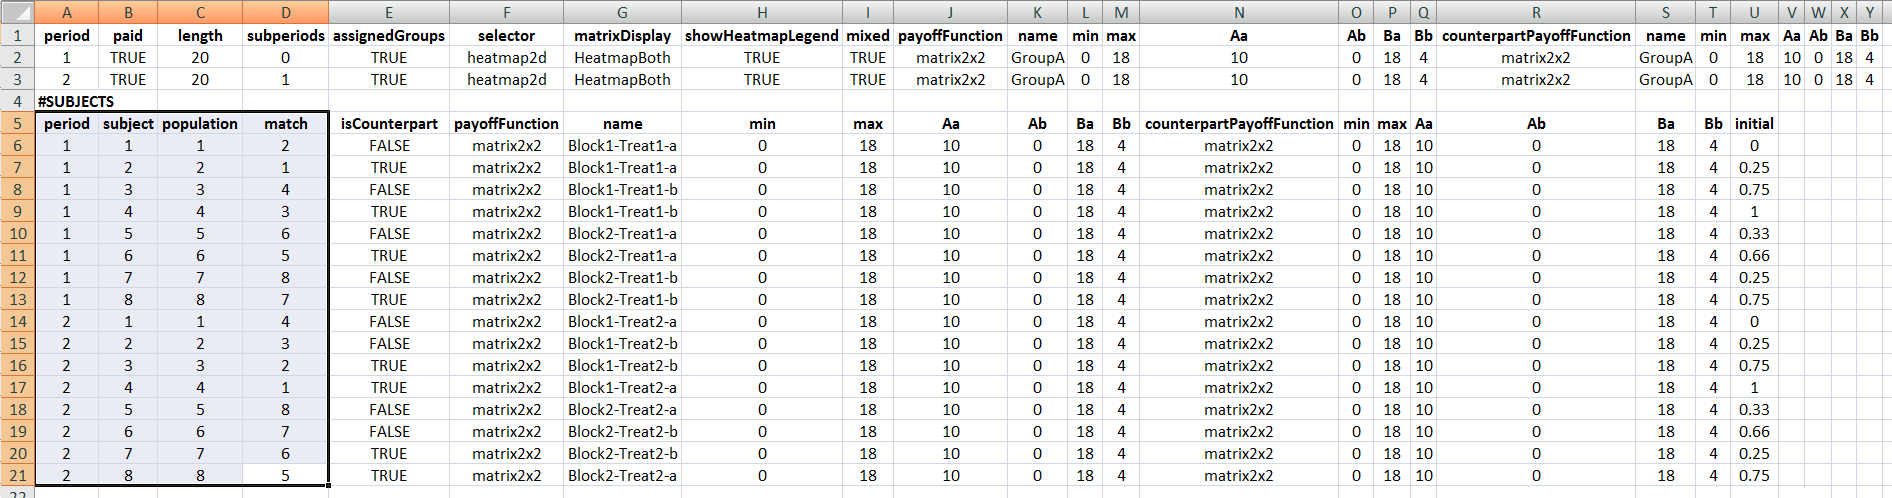 A B C D E F G H I J K L M N O P Q R S T U V W X Y
1 period paid length subperiods assignedGroups selector matrixDisplay showHeatmapLegend mixed payoffFunction name min max Aa Ab Ba Bb counterpartPayoffFunction name min max Aa Ab Ba Bb
2 1 TRUE 20 0 TRUE heatmap2d HeatmapBoth TRUE TRUE matrix2x2 GroupA 0 18 10 0 18 4 matrix2x2 GroupA 0 18 10 0 18 4
3 2 TRUE 20 1 TRUE heatmap2d HeatmapBoth TRUE TRUE matrix2x2 GroupA 0 18 10 0 18 4 matrix2x2 GroupA 0 18 10 0 18 4
4 #SUBJECTS
5 period subject population match isCounterpart payoffFunction name min max Aa Ab Ba Bb counterpartPayoffFunction min max Aa Ab Ba Bb initial
6 1 1 1 2 FALSE matrix2x2 Block1-Treat1-a 0 18 10 0 18 4 matrix2x2 0 18 10 0 18 4 0
7 1 2 2 1 TRUE matrix2x2 Block1-Treat1-a 0 18 10 0 18 4 matrix2x2 0 18 10 0 18 4 0.25
8 1 3 3 4 FALSE matrix2x2 Block1-Treat1-b 0 18 10 0 18 4 matrix2x2 0 18 10 0 18 4 0.75
9 1 4 4 3 TRUE matrix2x2 Block1-Treat1-b 0 18 10 0 18 4 matrix2x2 0 18 10 0 18 4 1
10 1 5 5 6 FALSE matrix2x2 Block2-Treat1-a 0 18 10 0 18 4 matrix2x2 0 18 10 0 18 4 0.33
11 1 6 6 5 TRUE matrix2x2 Block2-Treat1-a 0 18 10 0 18 4 matrix2x2 0 18 10 0 18 4 0.66
12 1 7 7 8 FALSE matrix2x2 Block2-Treat1-b 0 18 10 0 18 4 matrix2x2 0 18 10 0 18 4 0.25
13 1 8 8 7 TRUE matrix2x2 Block2-Treat1-b 0 18 10 0 18 4 matrix2x2 0 18 10 0 18 4 0.75
14 2 1 1 4 FALSE matrix2x2 Block1-Treat2-a 0 18 10 0 18 4 matrix2x2 0 18 10 0 18 4 0
15 2 2 2 3 FALSE matrix2x2 Block1-Treat2-b 0 18 10 0 18 4 matrix2x2 0 18 10 0 18 4 0.25
16 2 3 3 2 TRUE matrix2x2 Block1-Treat2-b 0 18 10 0 18 4 matrix2x2 0 18 10 0 18 4 0.75
17 2 4 4 1 TRUE matrix2x2 Block1-Treat2-a 0 18 10 0 18 4 matrix2x2 0 18 10 0 18 4 1
18 2 5 5 8 FALSE matrix2x2 Block2-Treat2-a 0 18 10 0 18 4 matrix2x2 0 18 10 0 18 4 0.33
19 2 6 6 7 FALSE matrix2x2 Block2-Treat2-b 0 18 10 0 18 4 matrix2x2 0 18 10 0 18 4 0.66
20 2 7 7 6 TRUE matrix2x2 Block2-Treat2-b 0 18 10 0 18 4 matrix2x2 0 18 10 0 18 4 0.25
21 2 8 8 5 TRUE matrix2x2 Block2-Treat2-a 0 18 10 0 18 4 matrix2x2 0 18 10 0 18 4 0.75
22